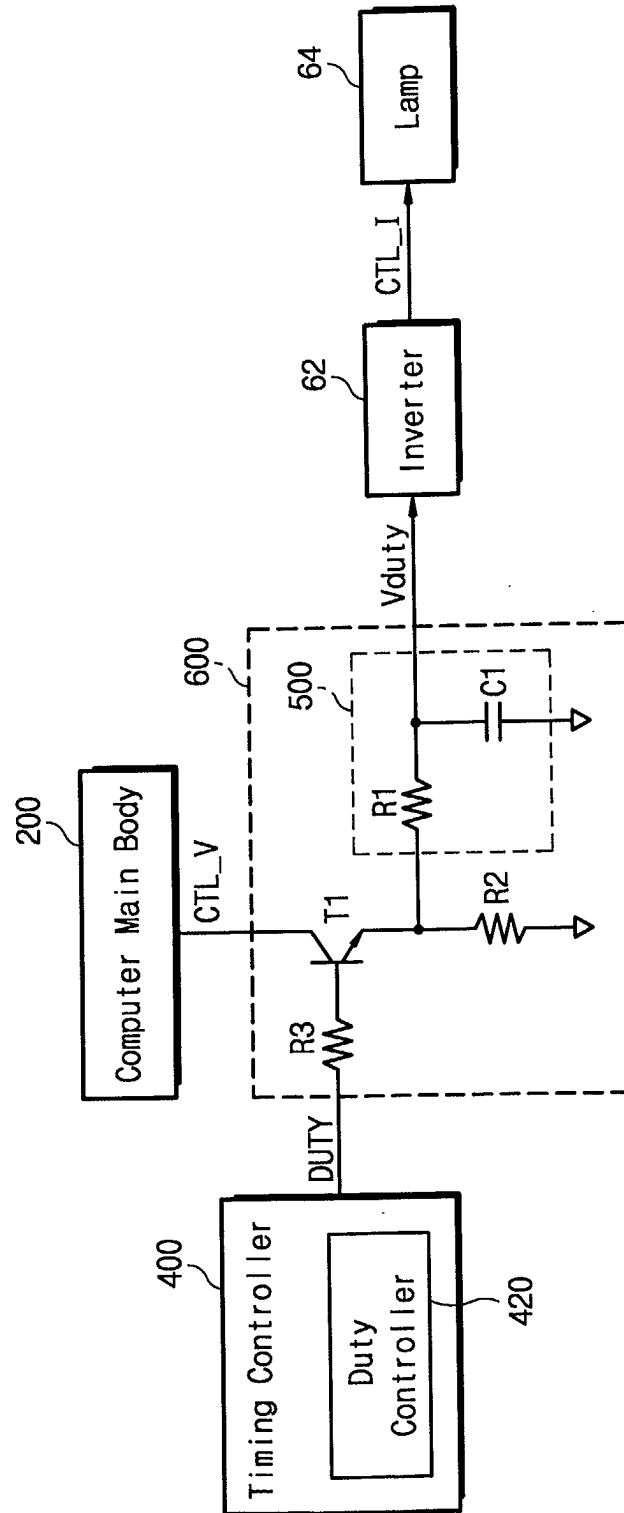 200
Computer Main Body
CTL_V
400
Timing Controller
Duty
Controller
420
DUTY
600
R3
T1
500
R1
C1
R2
Vduty
62
Inverter
CTL_I
64
Lamp